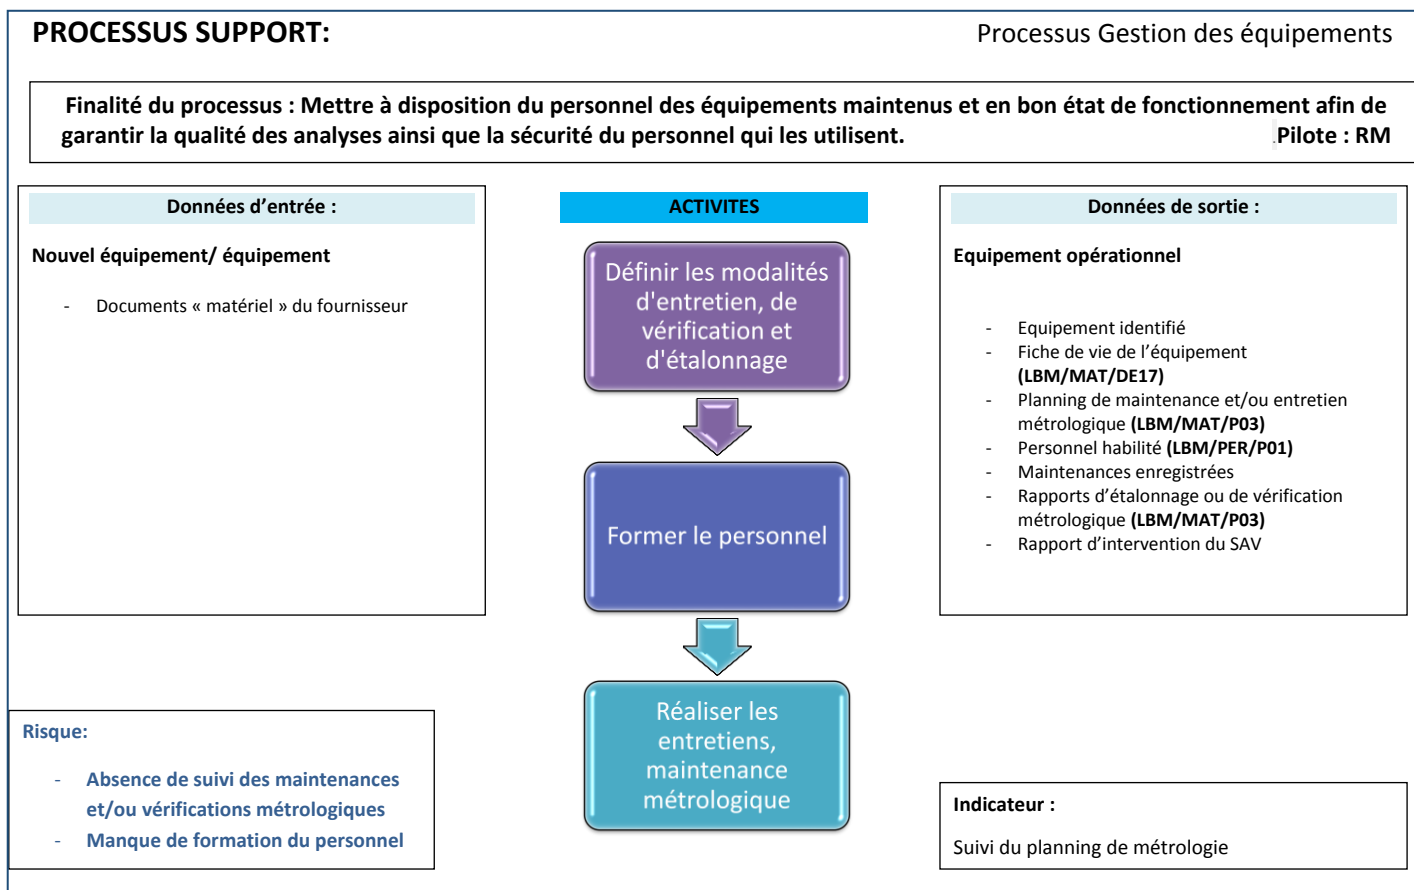 PROCESSUS SUPPORT:
Processus Gestion des équipements
Finalité du processus : Mettre à disposition du personnel des équipements maintenus et en bon état de fonctionnement afin de
garantir la qualité des analyses ainsi que la sécurité du personnel qui les utilisent. .Pilote : RM
Données d'entrée :
Nouvel équipement/ équipement
- Documents « matériel » du fournisseur
ACTIVITES
Définir les modalités
d'entretien, de
vérification et
d'étalonnage
Former le personnel
Réaliser les
entretiens,
maintenance
métrologique
Données de sortie :
Equipement opérationnel
- Equipement identifié
- Fiche de vie de l'équipement
(LBM/MAT/DE17)
- Planning de maintenance et/ou entretien
métrologique (LBM/MAT/P03)
- Personnel habilité (LBM/PER/P01)
- Maintenances enregistrées
- Rapports d'étalonnage ou de vérification
métrologique (LBM/MAT/P03)
- Rapport d'intervention du SAV
Risque:
- Absence de suivi des maintenances
et/ou vérifications métrologiques
- Manque de formation du personnel
Indicateur :
Suivi du planning de métrologie